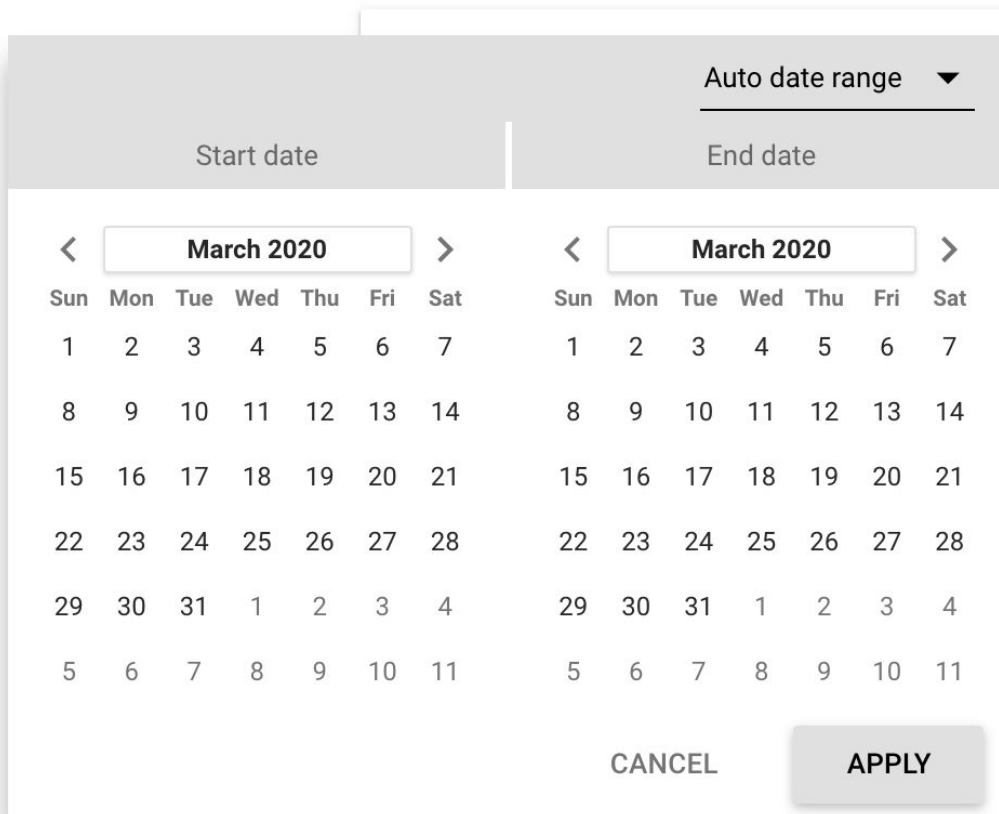 Auto date range
Start date End date
March 2020 March 2020
Sun Mon Tue Wed Thu Fri Sat Sun Mon Tue Wed Thu Fri Sat
1 2 3 4 5 6 7 1 2 3 4 5 6 7
8 9 10 11 12 13 14 8 9 10 11 12 13 14
15 16 17 18 19 20 21 15 16 17 18 19 20 21
22 23 24 25 26 27 28 22 23 24 25 26 27 28
29 30 31 1 2 3 4 29 30 31 1 2 3 4
5 6 7 8 9 10 11 5 6 7 8 9 10 11
CANCEL APPLY